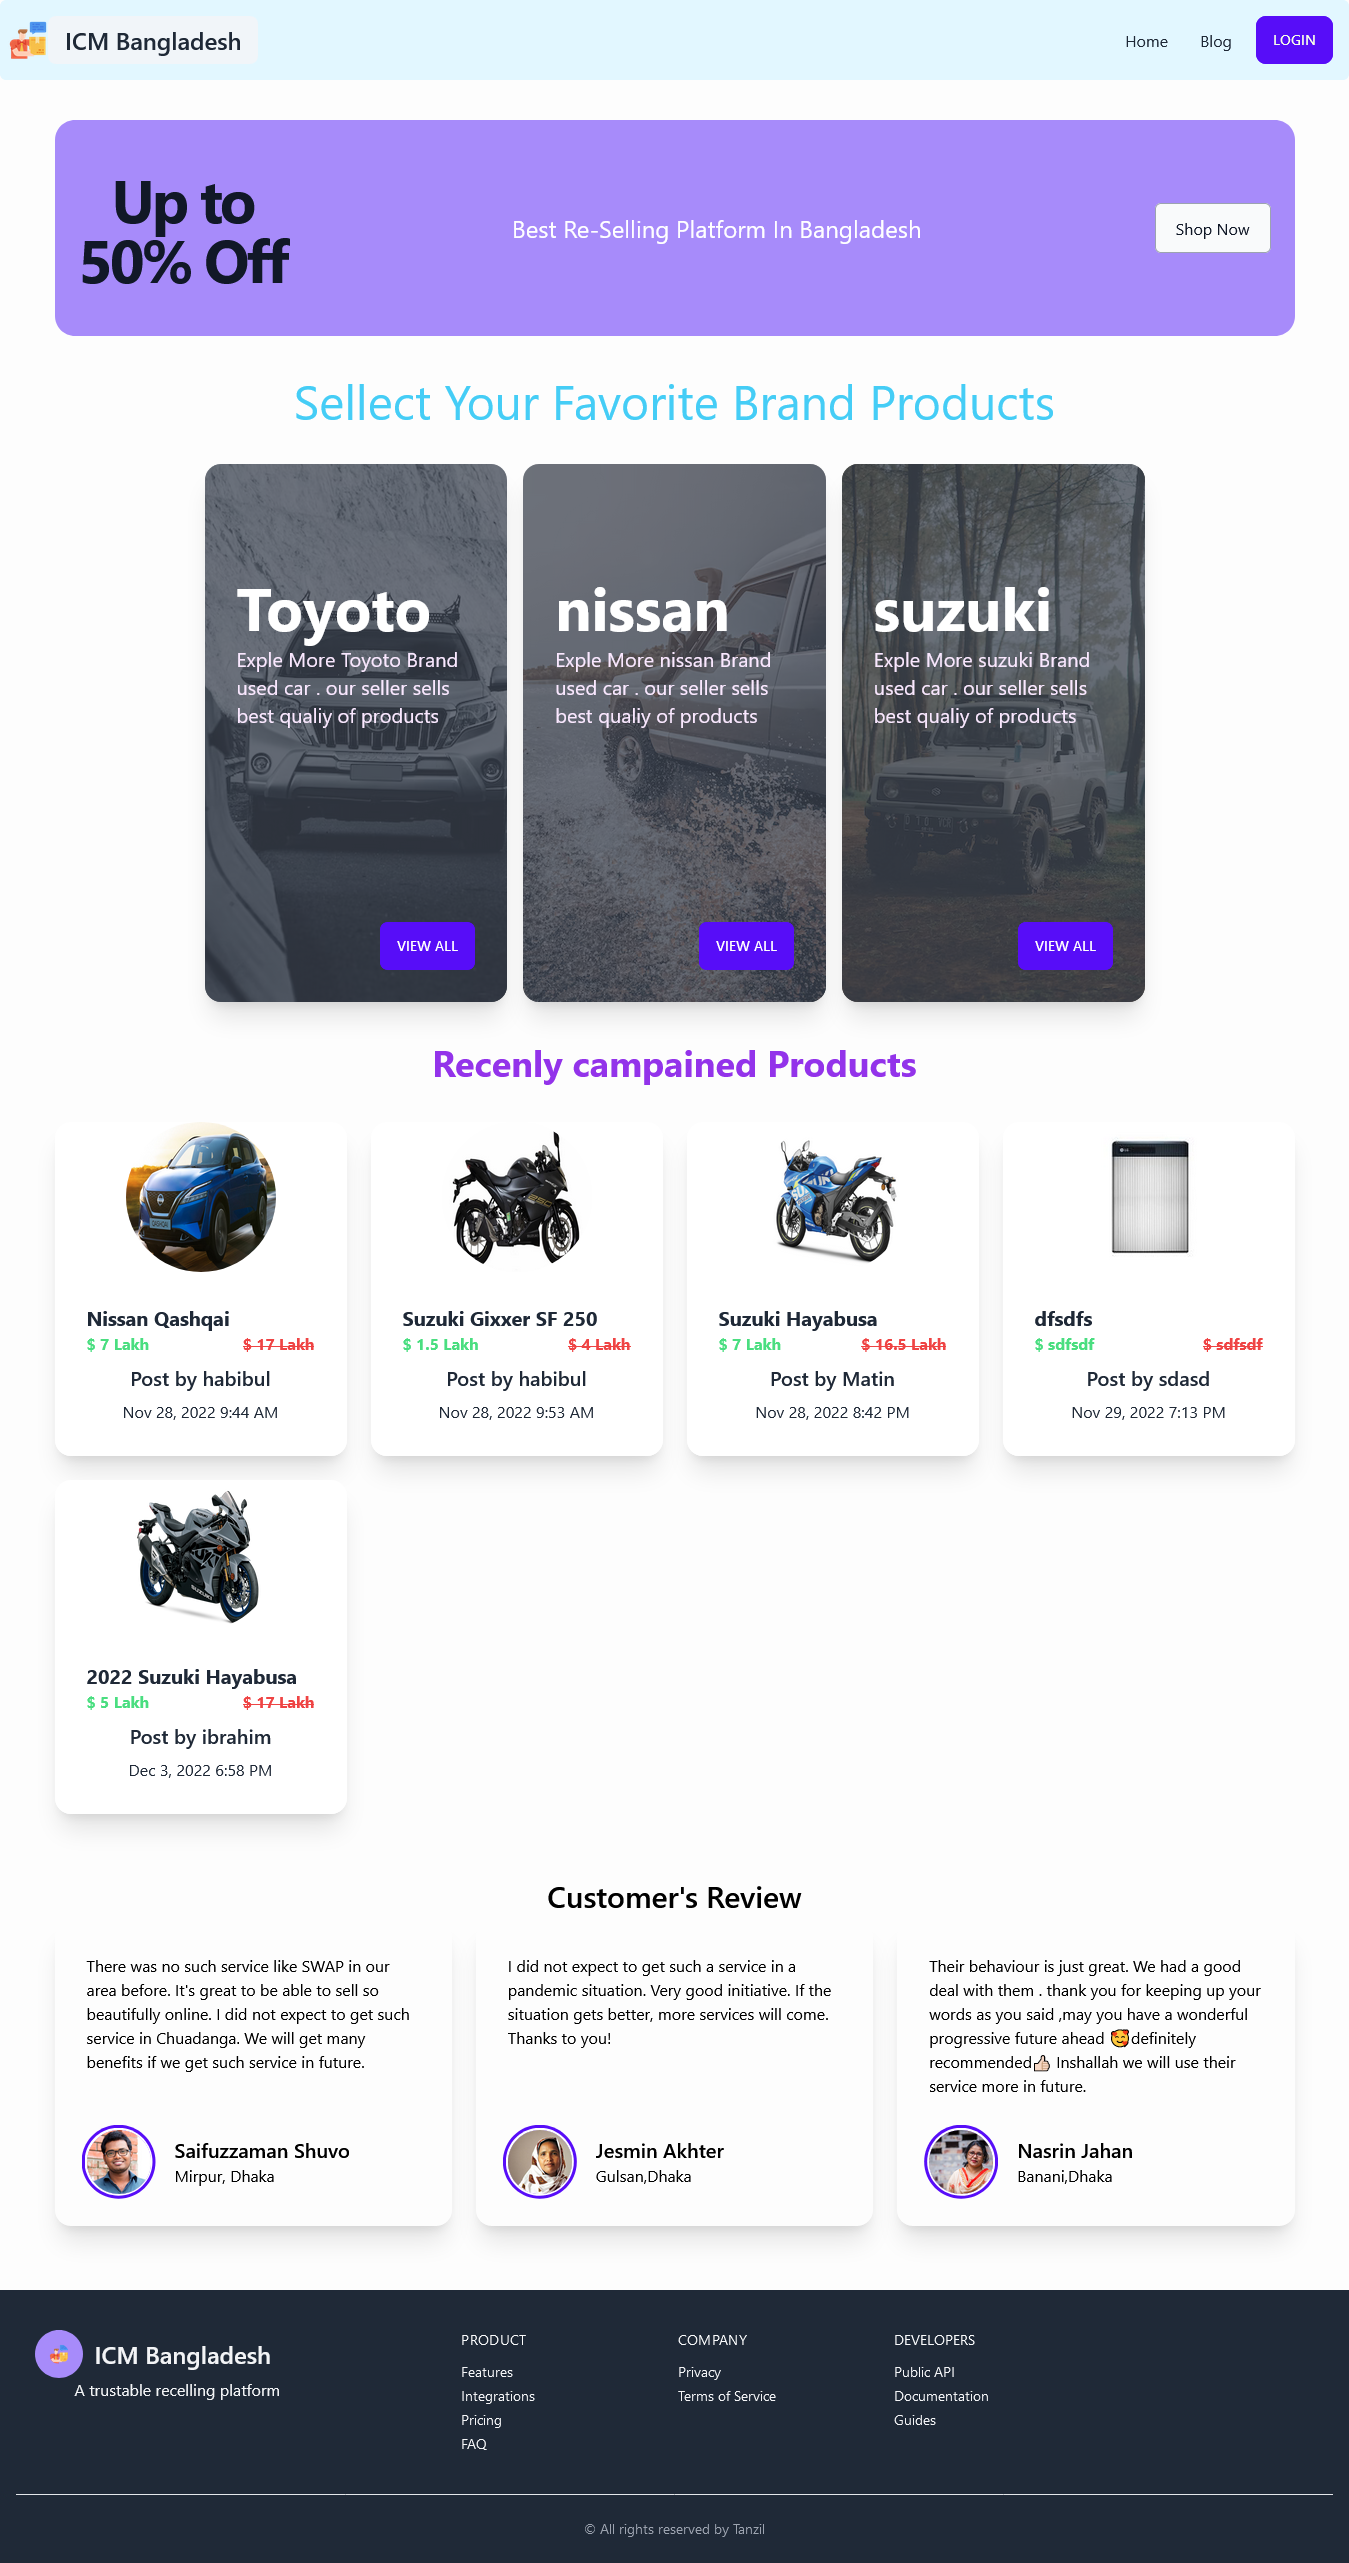 ICM Bangladesh
Home
Blog
LOGIN
Up to
50% Off
Best Re-Selling Platform In Bangladesh
Shop Now
Sellect Your Favorite Brand Products
Toyoto
Exple More Toyoto Brand
used car . our seller sells
best qualiy of products
VIEW ALL
nissan
Exple More nissan Brand
used car . our seller sells
best qualiy of products
VIEW ALL
suzuki
Exple More suzuki Brand
used car . our seller sells
best qualiy of products
VIEW ALL
Recenly campained Products
Nissan Qashqai
$ 7 Lakh
$ 17 Lakh
Post by habibul
Nov 28, 2022 9:44 AM
Suzuki Gixxer SF 250
$ 1.5 Lakh
$ 4 Lakh
Post by habibul
Nov 28, 2022 9:53 AM
Suzuki Hayabusa
$ 7 Lakh
$ 16.5 Lakh
Post by Matin
Nov 28, 2022 8:42 PM
dfsdfs
$ sdfsdf
$ sdfsdf
Post by sdasd
Nov 29, 2022 7:13 PM
2022 Suzuki Hayabusa
$ 5 Lakh
$ 17 Lakh
Post by ibrahim
Dec 3, 2022 6:58 PM
Customer's Review
There was no such service like SWAP in our
area before. It's great to be able to sell so
beautifully online. I did not expect to get such
service in Chuadanga. We will get many
benefits if we get such service in future.
Saifuzzaman Shuvo
Mirpur, Dhaka
I did not expect to get such a service in a
pandemic situation. Very good initiative. If the
situation gets better, more services will come.
Thanks to you!
Jesmin Akhter
Gulsan,Dhaka
Their behaviour is just great. We had a good
deal with them . thank you for keeping up your
words as you said ,may you have a wonderful
progressive future ahead 🥰definitely
recommended👍🏻 Inshallah we will use their
service more in future.
Nasrin Jahan
Banani,Dhaka
ICM Bangladesh
A trustable recelling platform
PRODUCT
Features
Integrations
Pricing
FAQ
COMPANY
Privacy
Terms of Service
DEVELOPERS
Public API
Documentation
Guides
© All rights reserved by Tanzil